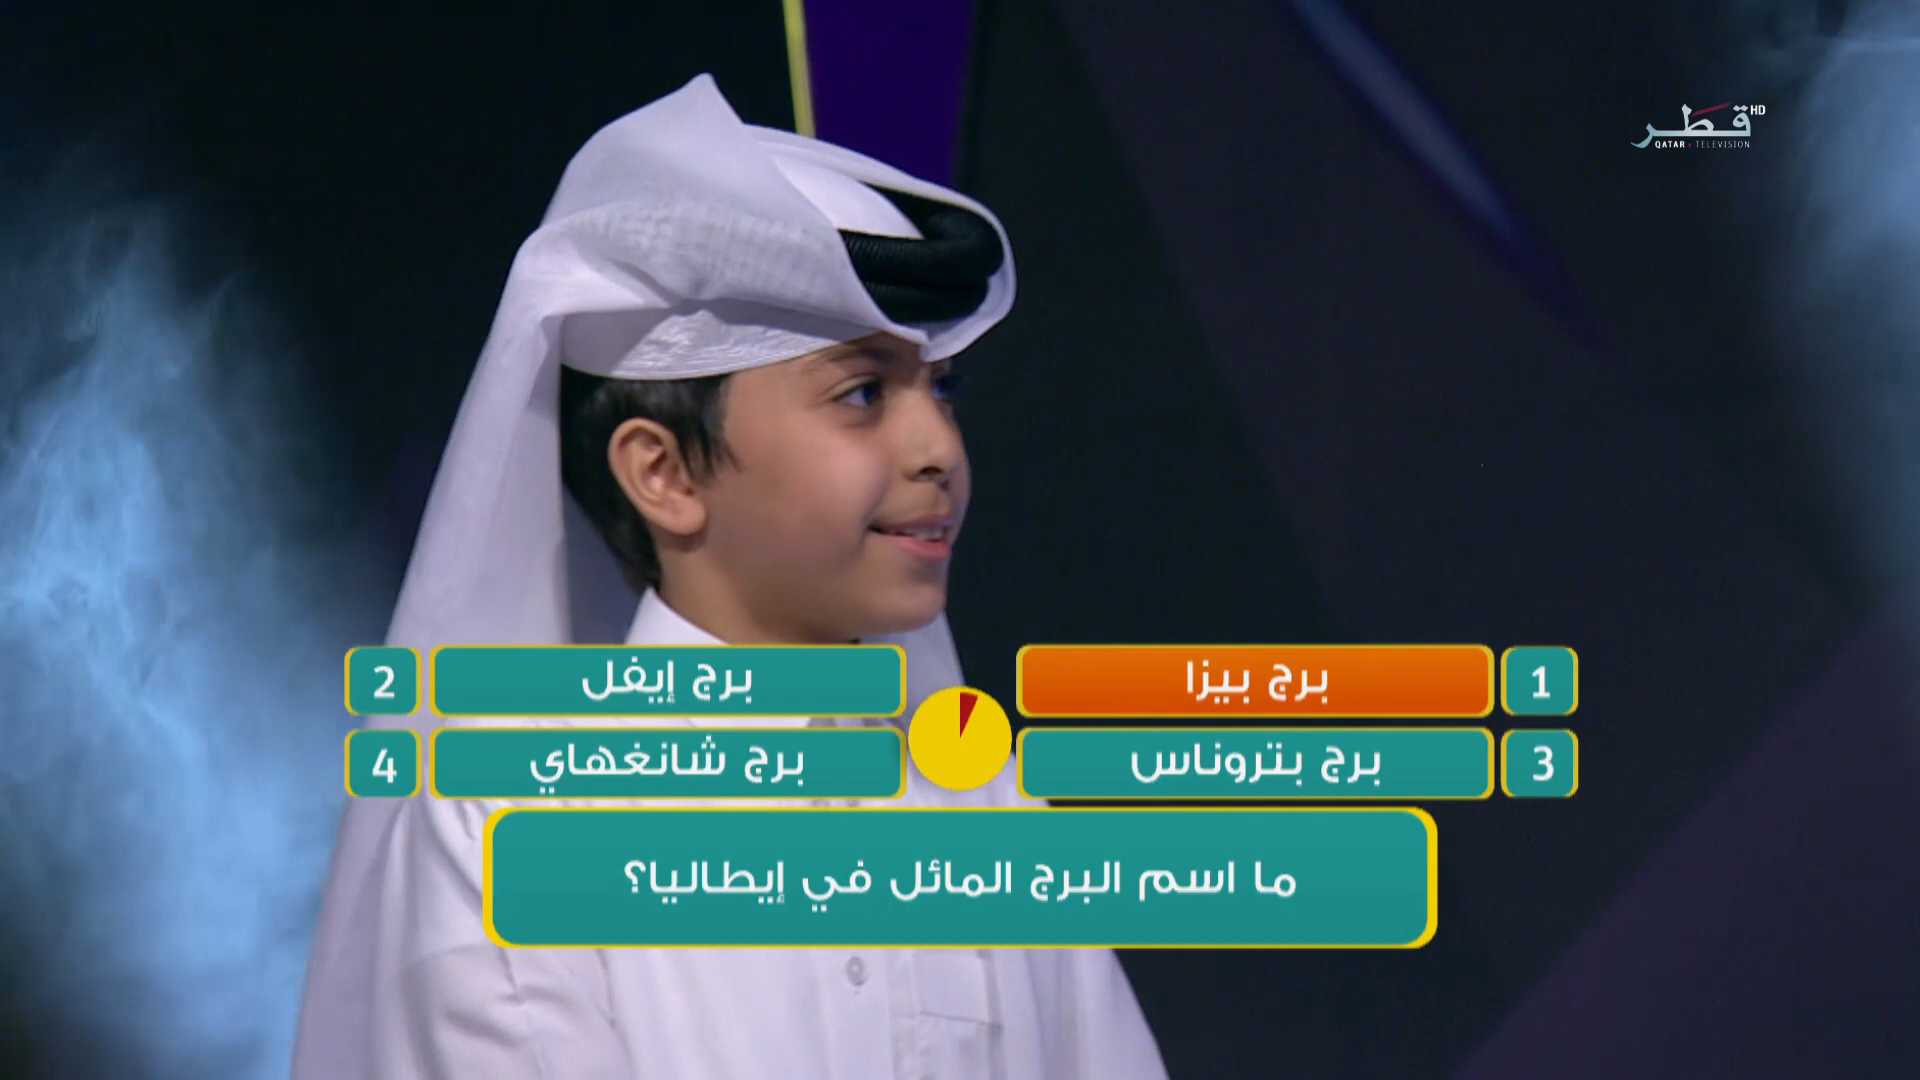 قطر HD
QATAR TELEVISION
1 برج بيزا
2 برج إيفل
3 برج بتروناس
4 برج شانغهاي
ما اسم البرج المائل في إيطاليا؟